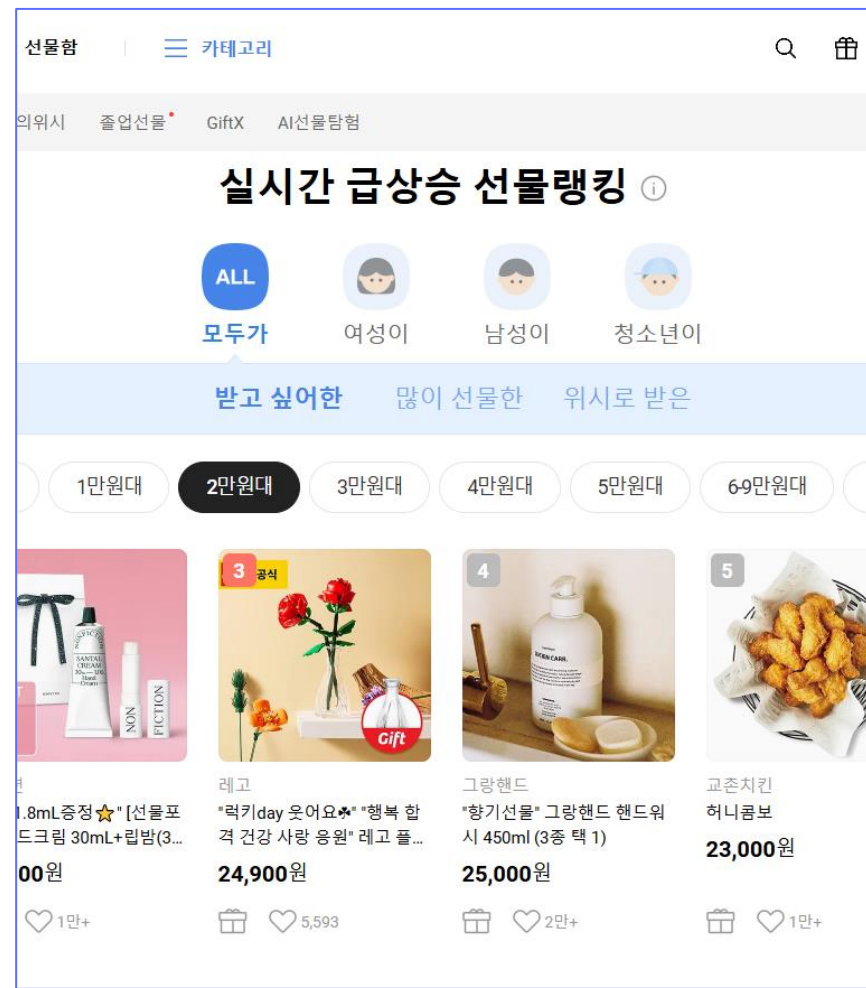 선물함
카테고리
의위시 졸업선물 GiftX AI선물탐험
실시간 급상승 선물랭킹
ALL
모두가 여성이 남성이 청소년이
받고 싶어한 많이 선물한 위시로 받은
1만원대 2만원대 3만원대 4만원대 5만원대 6-9만원대
NONFICTION
SANTAL
CREAM
Hand
Cream
NON
FICTION
1.8mL증정⭐" [선물포
드크림 30mL+립밤(3...
00원
1만+
3 공식
Gift
레고
"럭키day 웃어요☘" "행복 합
격 건강 사랑 응원" 레고 플...
24,900원
5,593
4
그랑핸드
"향기선물" 그랑핸드 핸드워
시 450ml (3종 택 1)
25,000원
2만+
5
교촌치킨
허니콤보
23,000원
1만+